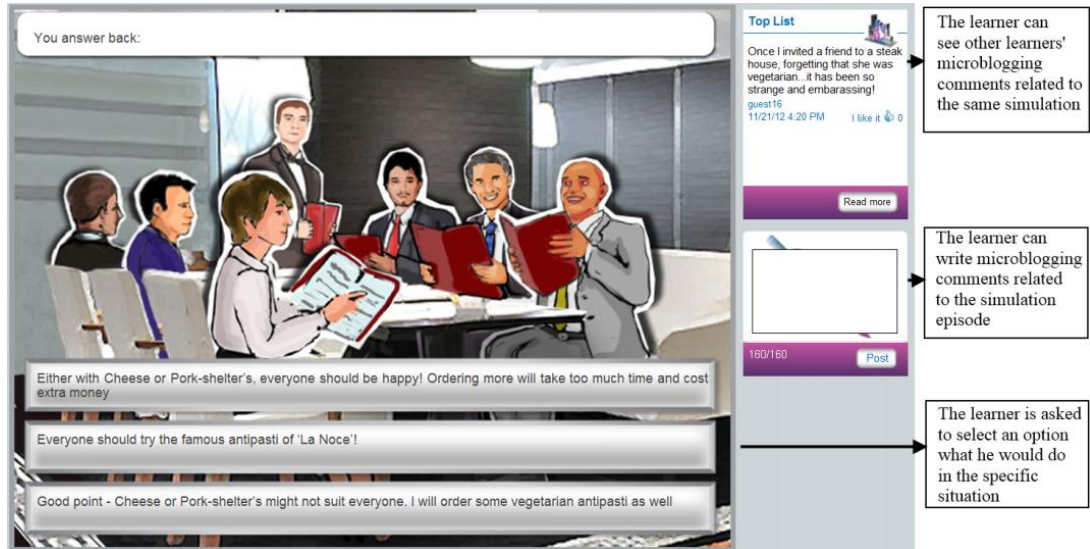 You answer back:
Either with Cheese or Pork-shelter's, everyone should be happy! Ordering more will take too much time and cost
extra money
Everyone should try the famous antipasti of 'La Noce'!
Good point - Cheese or Pork-shelter's might not suit everyone. I will order some vegetarian antipasti as well
Top List
Once I invited a friend to a steak
house, forgetting that she was
vegetarian...it has been so
strange and embarassing!
guest16
11/21/12 4:20 PM I like it 0
Read more
160/160 Post
The learner can
see other learners'
microblogging
comments related
to the same simulation
The learner can
write microblogging
comments related
to the simulation
episode
The learner is asked
to select an option
what he would do
in the specific
situation